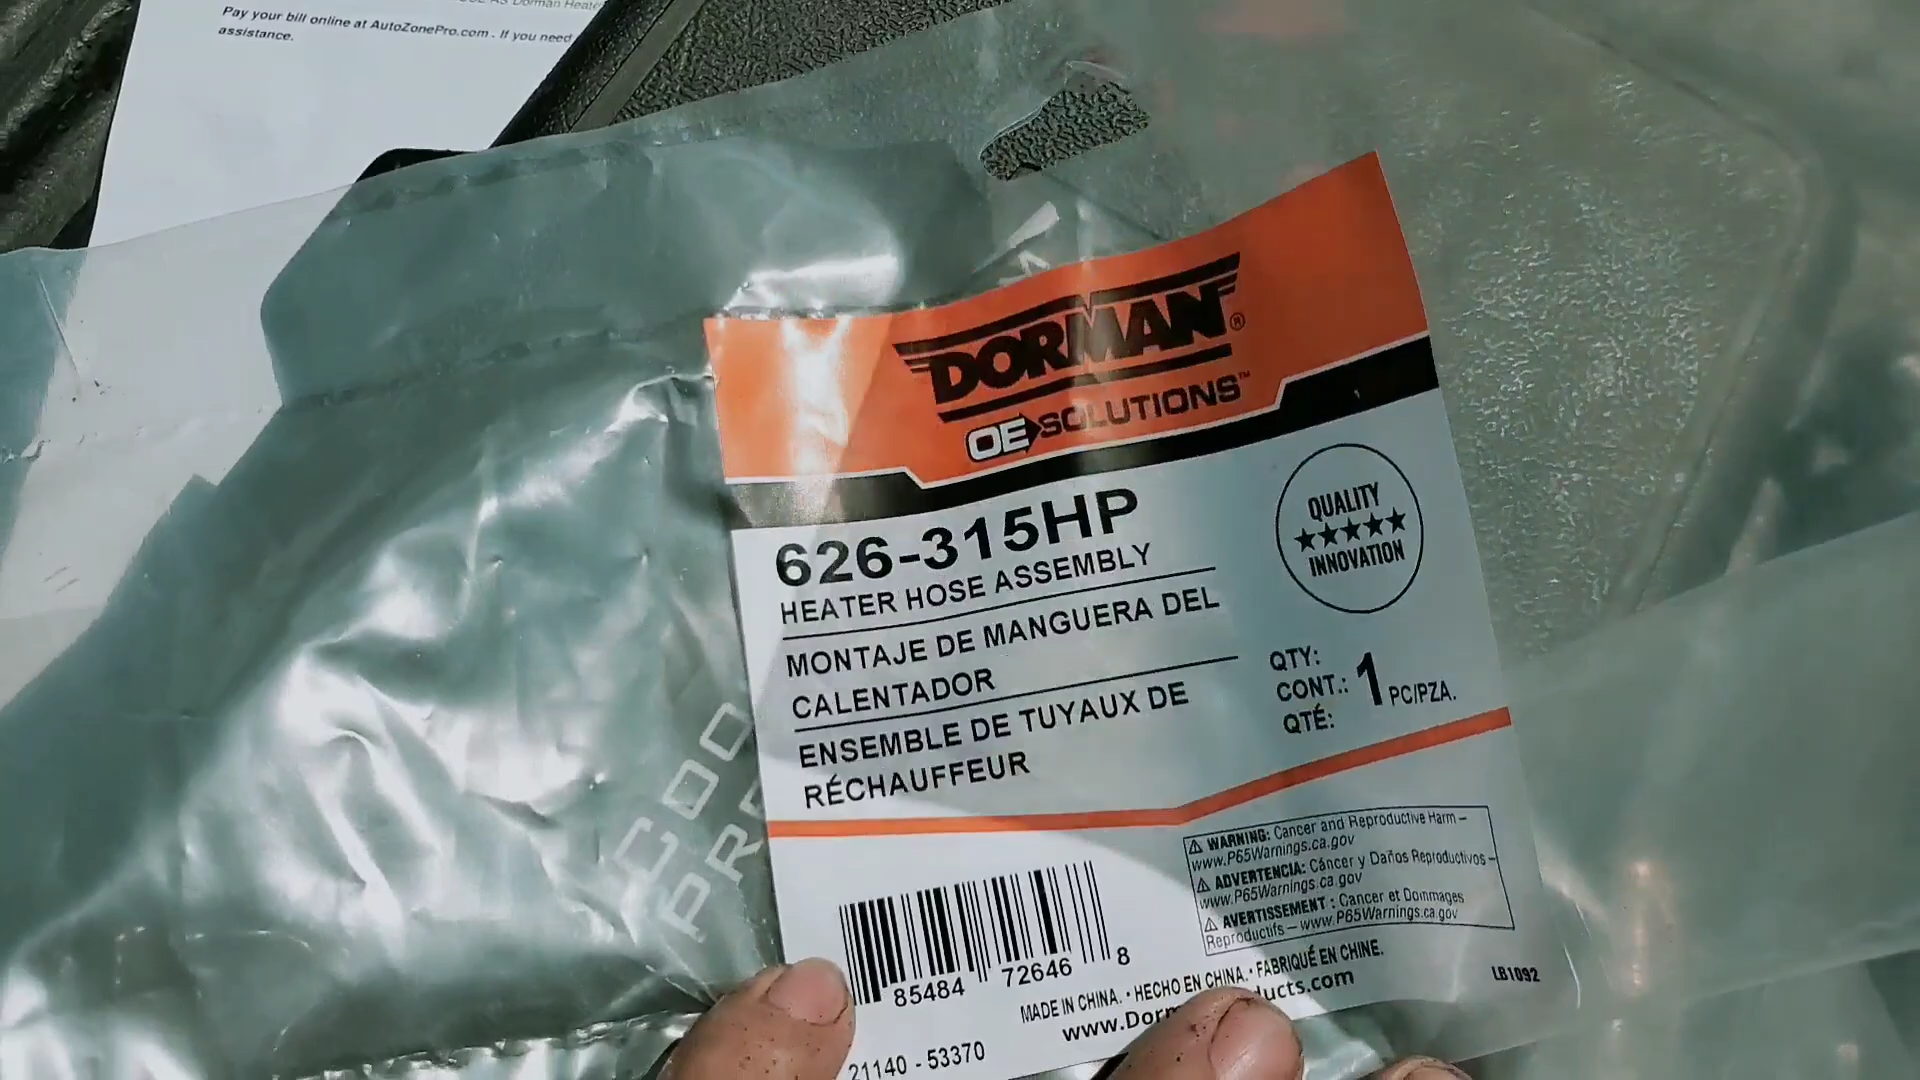 Dorman Heater
Pay your bill online at AutoZonePro.com . If you need
assistance.
DORMAN®
OE SOLUTIONS™
626-315HP
HEATER HOSE ASSEMBLY
MONTAJE DE MANGUERA DEL
CALENTADOR
ENSEMBLE DE TUYAUX DE
RÉCHAUFFEUR
QUALITY
★★★★★
INNOVATION
QTY:
CONT.: 1 PC/PZA.
QTÉ:
⚠ WARNING: Cancer and Reproductive Harm –
www.P65Warnings.ca.gov
⚠ ADVERTENCIA: Cáncer y Daños Reproductivos –
www.P65Warnings.ca.gov
⚠ AVERTISSEMENT : Cancer et Dommages
Reproductifs – www.P65Warnings.ca.gov
85484 72646 8
MADE IN CHINA. • HECHO EN CHINA. • FABRIQUÉ EN CHINE.
21140 - 53370
LB1092